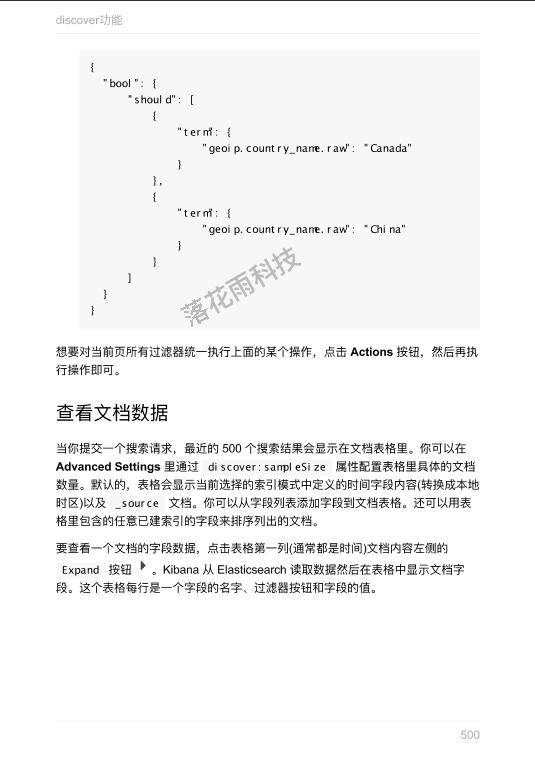 discover功能
{
"bool": {
"should": [
{
"term": {
"geoip.country_name.raw": "Canada"
}
},
{
"term": {
"geoip.country_name.raw": "China"
}
}
]
}
}
落花雨科技
想要对当前页所有过滤器统一执行上面的某个操作，点击 Actions 按钮，然后再执
行操作即可。
查看文档数据
当你提交一个搜索请求，最近的 500 个搜索结果会显示在文档表格里。你可以在
Advanced Settings 里通过 discover:sampleSize 属性配置表格里具体的文档
数量。默认的，表格会显示当前选择的索引模式中定义的时间字段内容(转换成本地
时区)以及 _source 文档。你可以从字段列表添加字段到文档表格。还可以用表
格里包含的任意已建索引的字段来排序列出的文档。
要查看一个文档的字段数据，点击表格第一列(通常都是时间)文档内容左侧的
Expand 按钮 。Kibana 从 Elasticsearch 读取数据然后在表格中显示文档字
段。这个表格每行是一个字段的名字、过滤器按钮和字段的值。
500